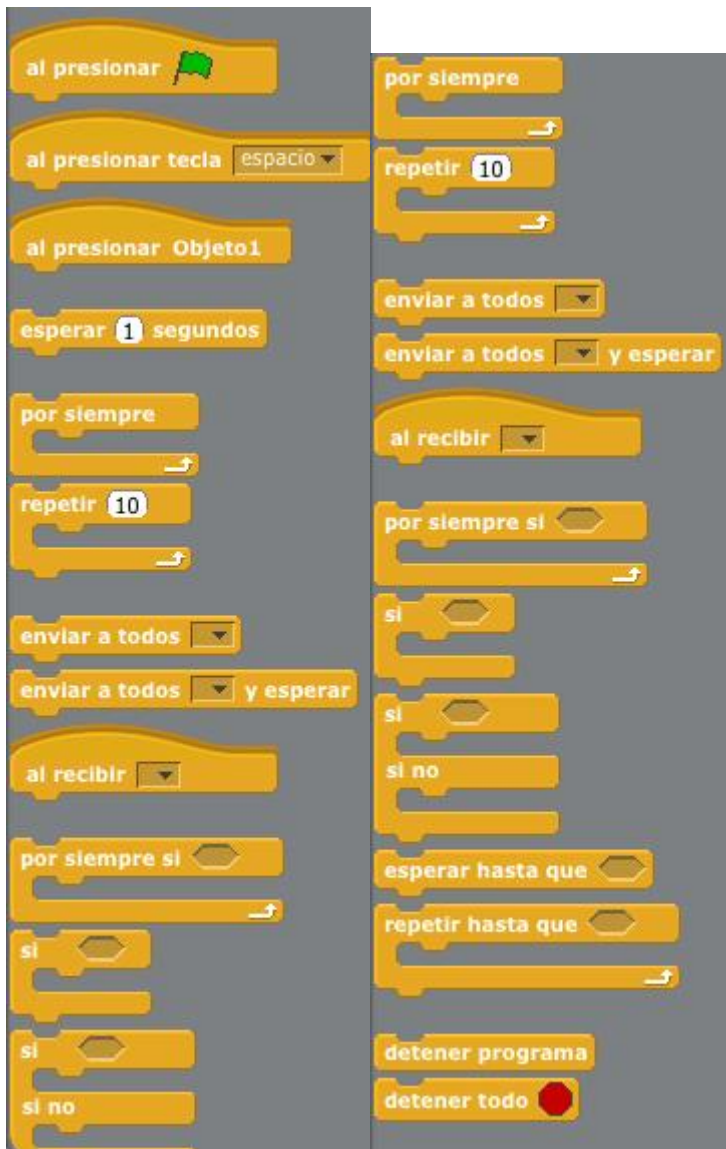 al presionar
al presionar tecla espacio
al presionar Objeto1
esperar 1 segundos
por siempre
repetir 10
enviar a todos
enviar a todos y esperar
al recibir
por siempre si
si
si
si no
por siempre
repetir 10
enviar a todos
enviar a todos y esperar
al recibir
por siempre si
si
si
si no
esperar hasta que
repetir hasta que
detener programa
detener todo